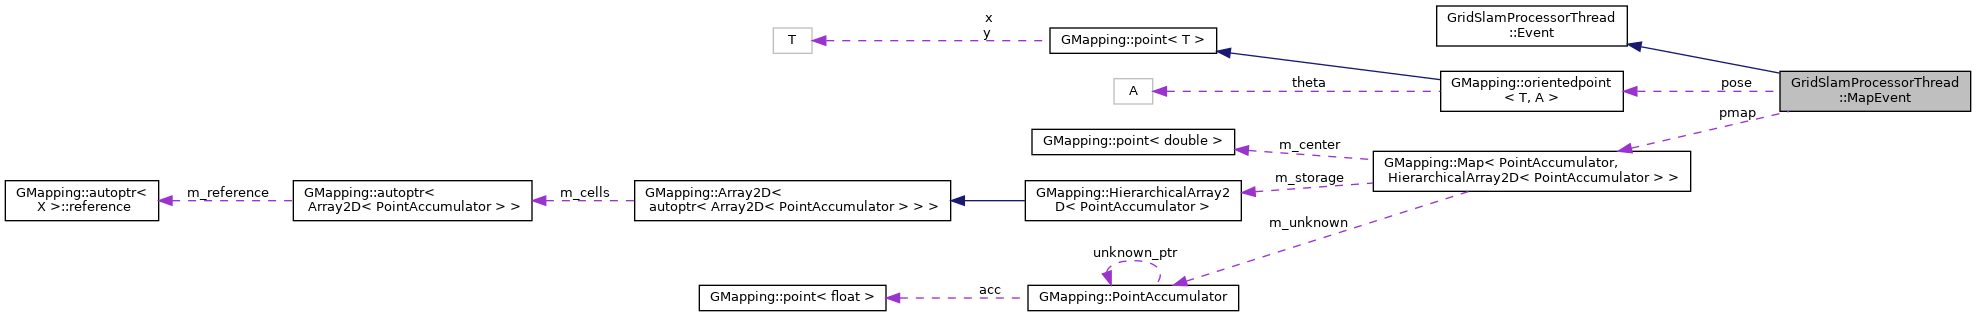 x
y
T
GMapping::point< T >
GridSlamProcessorThread
::Event
A
theta
GMapping::orientedpoint
< T, A >
pose
GridSlamProcessorThread
::MapEvent
pmap
GMapping::point< double >
m_center
GMapping::Map< PointAccumulator,
HierarchicalArray2D< PointAccumulator > >
m_storage
GMapping::autoptr<
X >::reference
m_reference
GMapping::autoptr<
Array2D< PointAccumulator > >
m_cells
GMapping::Array2D<
autoptr< Array2D< PointAccumulator > > >
GMapping::HierarchicalArray2
D< PointAccumulator >
m_unknown
unknown_ptr
GMapping::point< float >
acc
GMapping::PointAccumulator